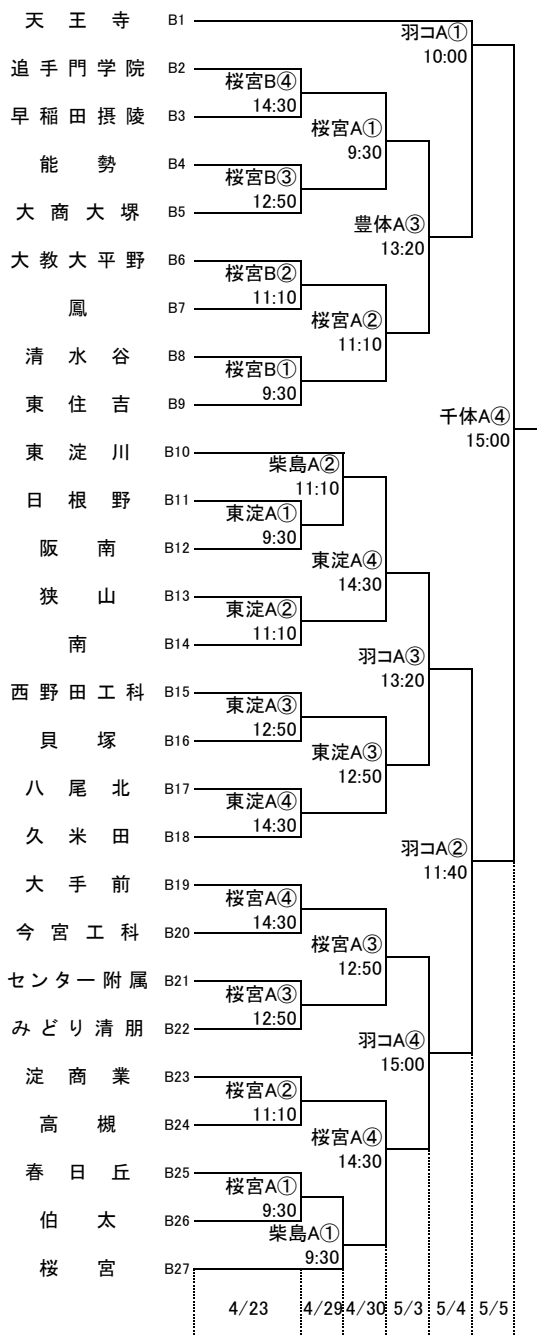 天王寺 B1
羽コA①
10:00
追手門学院 B2
桜宮B④
14:30
早稲田摂陵 B3
桜宮A①
9:30
能勢 B4
桜宮B③
12:50
大商大堺 B5
豊体A③
13:20
大教大平野 B6
桜宮B②
11:10
鳳 B7
桜宮A②
11:10
清水谷 B8
桜宮B①
9:30
東住吉 B9
千体A④
15:00
東淀川 B10
柴島A②
11:10
日根野 B11
東淀A①
9:30
阪南 B12
東淀A④
14:30
狭山 B13
東淀A②
11:10
南 B14
羽コA③
13:20
西野田工科 B15
東淀A③
12:50
貝塚 B16
東淀A③
12:50
八尾北 B17
東淀A④
14:30
久米田 B18
羽コA②
11:40
大手前 B19
桜宮A④
14:30
今宮工科 B20
桜宮A③
12:50
センター附属 B21
桜宮A③
12:50
みどり清朋 B22
羽コA④
15:00
淀商業 B23
桜宮A②
11:10
高槻 B24
桜宮A④
14:30
春日丘 B25
桜宮A①
9:30
伯太 B26
柴島A①
9:30
桜宮 B27
4/23 4/29 4/30 5/3 5/4 5/5